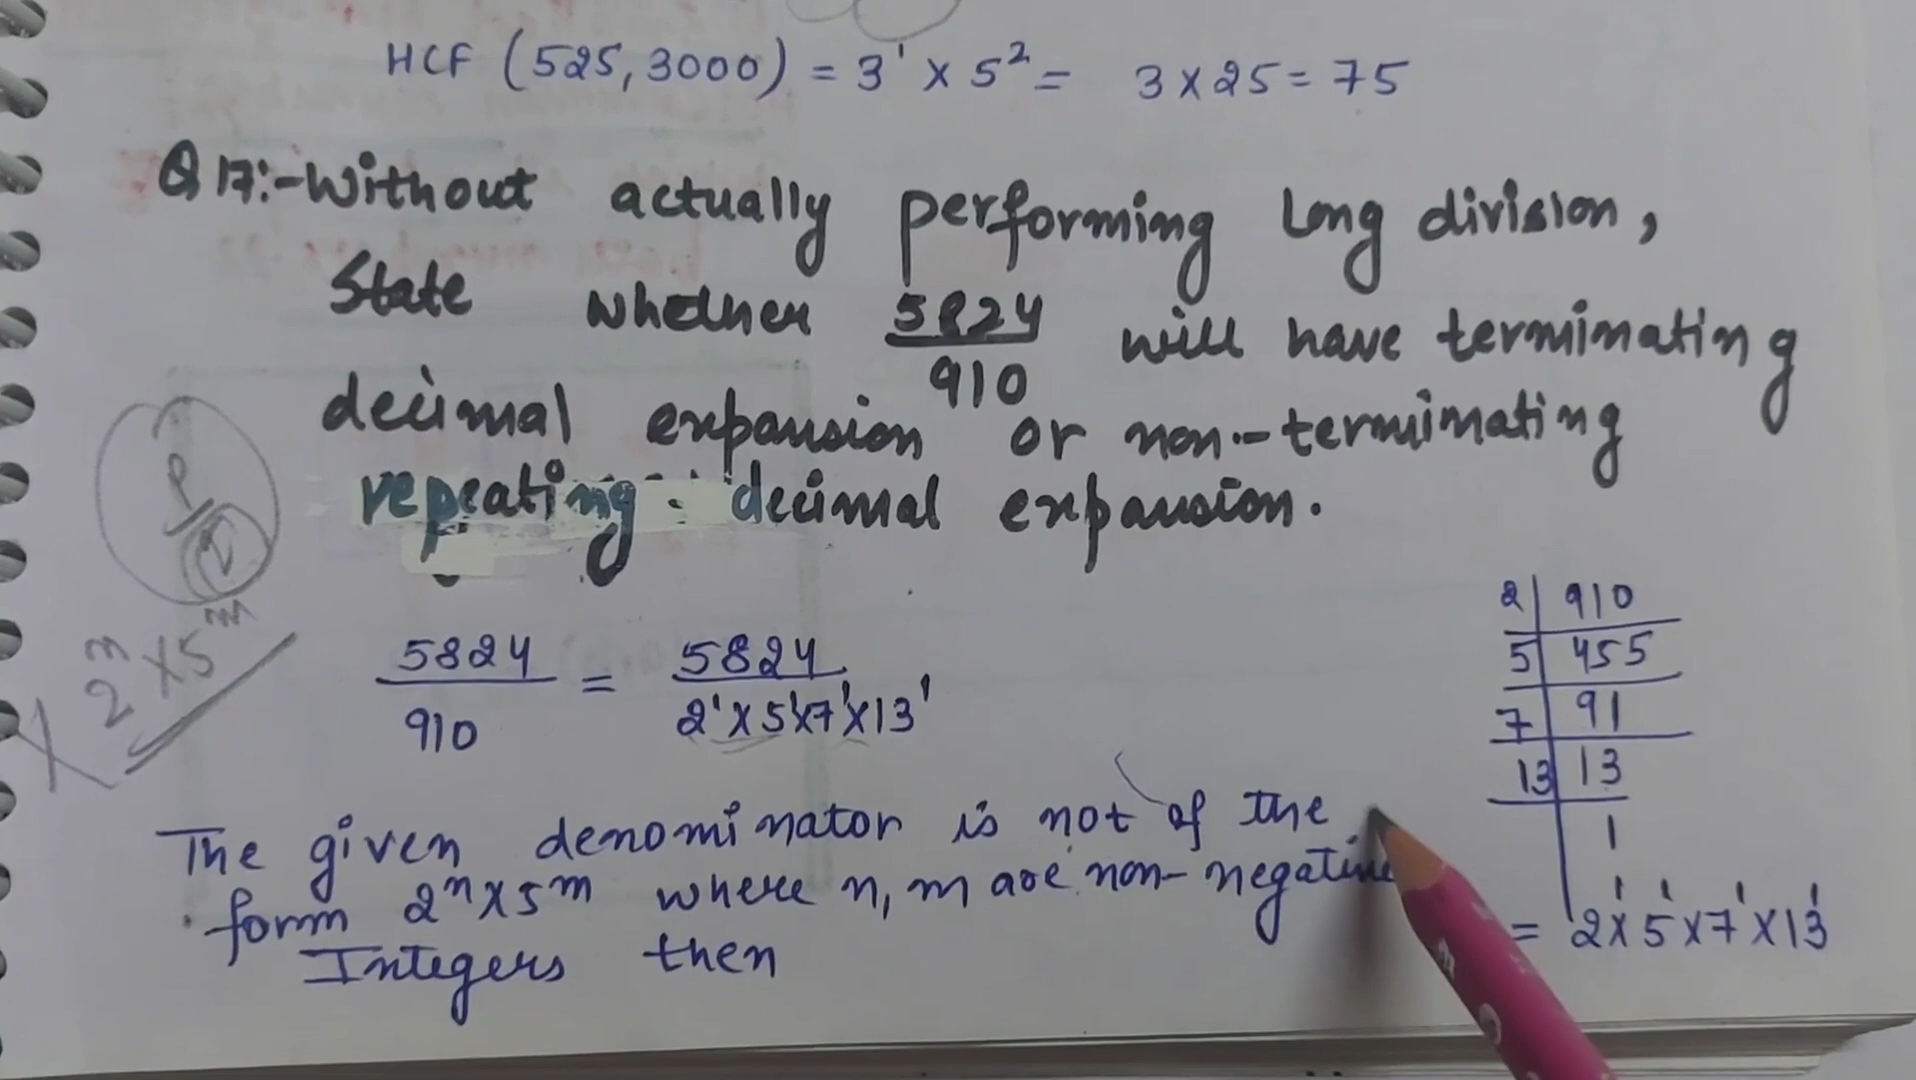 HCF (525, 3000) = 3¹ × 5² = 3 × 25 = 75
Q 17:- Without actually performing Long division,
State whether 5824/910 will have terminating
decimal expansion or non-terminating
repeating decimal expansion.
P/q
2ⁿ × 5ᵐ
5824/910 = 5824/2¹ × 5¹ × 7¹ × 13¹
2 | 910
5 | 455
7 | 91
13 | 13
1
= 2¹ × 5¹ × 7¹ × 13¹
The given denominator is not of the
form 2ⁿ × 5ᵐ where n, m are non-negative
Integers then